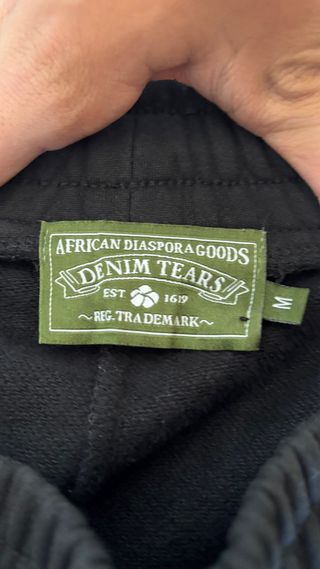 AFRICAN DIASPORA GOODS
DENIM TEARS
EST 1619
~REG. TRADEMARK~
M